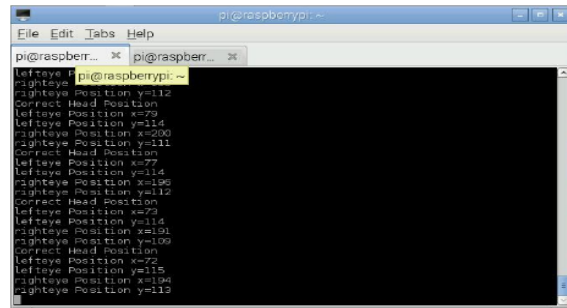 pi@raspberrypi: ~
File Edit Tabs Help
pi@raspberr... pi@raspberr...
lefteye P
pi@raspberrypi: ~
righteye
righteye Position y=112
Correct Head Position
lefteye Position x=79
lefteye Position y=114
righteye Position x=200
righteye Position y=111
Correct Head Position
lefteye Position x=77
lefteye Position y=114
righteye Position x=196
righteye Position y=112
Correct Head Position
lefteye Position x=73
lefteye Position y=114
righteye Position x=191
righteye Position y=109
Correct Head Position
lefteye Position x=72
lefteye Position y=115
righteye Position x=194
righteye Position y=113